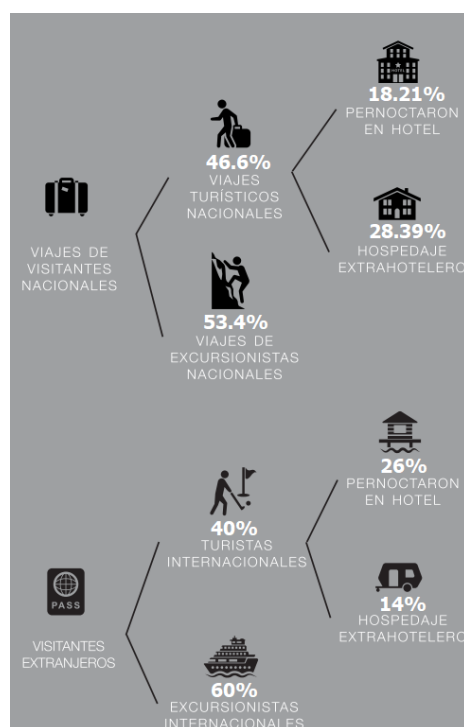 HOTEL
18.21%
PERNOCTARON
EN HOTEL
46.6%
VIAJES
TURÍSTICOS
NACIONALES
28.39%
HOSPEDAJE
EXTRAHOTELERO
VIAJES DE
VISITANTES
NACIONALES
53.4%
VIAJES DE
EXCURSIONISTAS
NACIONALES
26%
PERNOCTARON
EN HOTEL
40%
TURISTAS
INTERNACIONALES
14%
HOSPEDAJE
EXTRAHOTELERO
PASS
VISITANTES
EXTRANJEROS
60%
EXCURSIONISTAS
INTERNACIONALES